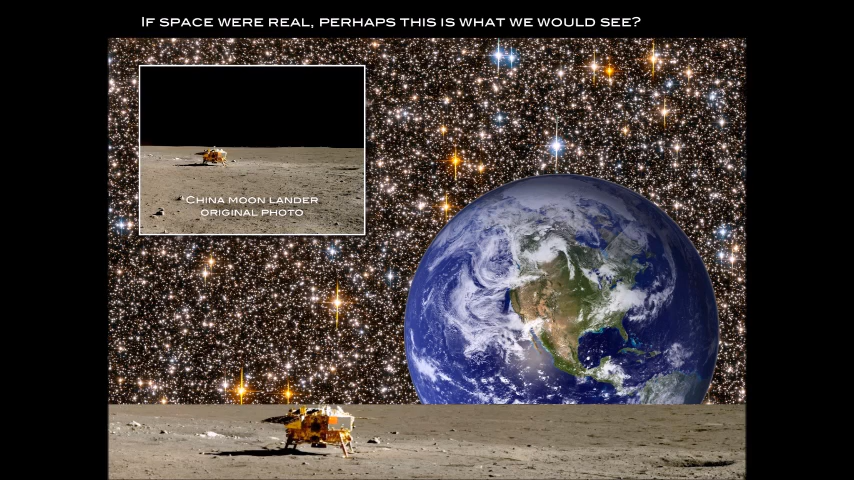 If space were real, perhaps this is what we would see?
*China moon lander
original photo